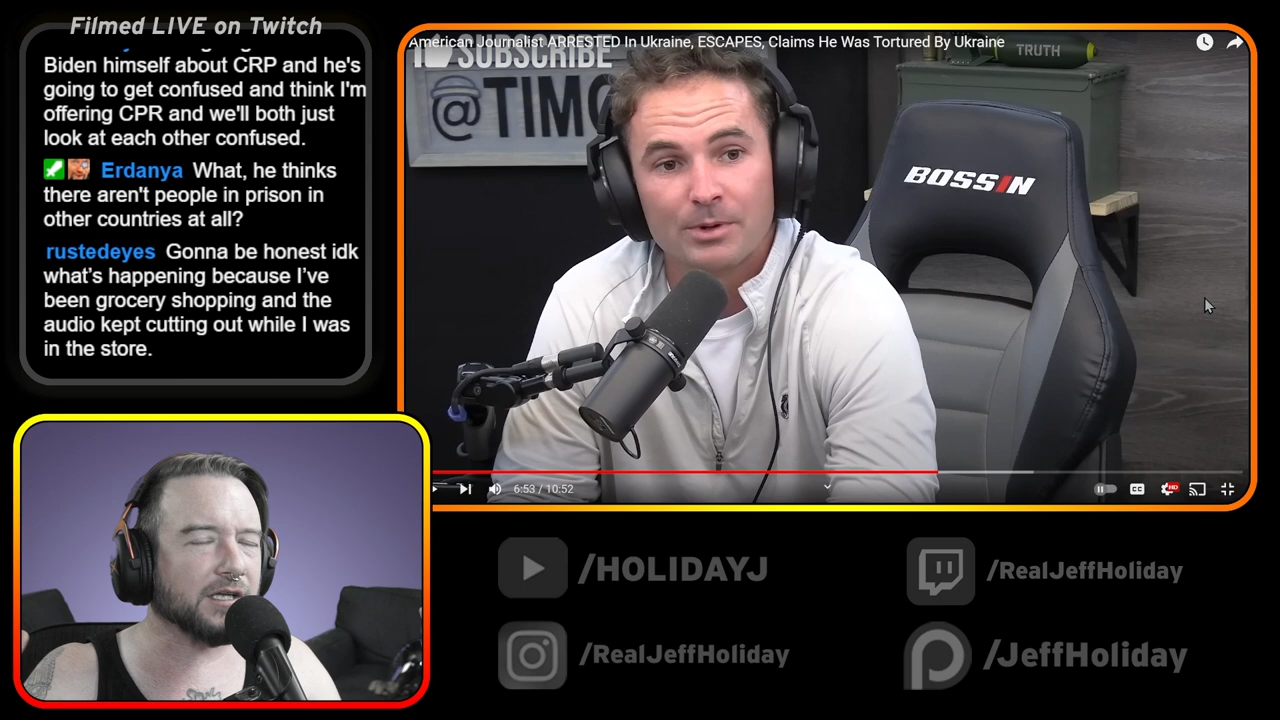 Filmed LIVE on Twitch
Biden himself about CRP and he's
going to get confused and think I'm
offering CPR and we'll both just
look at each other confused.
Erdanya What, he thinks
there aren't people in prison in
other countries at all?
rustedeyes Gonna be honest idk
what's happening because I've
been grocery shopping and the
audio kept cutting out while I was
in the store.
American Journalist ARRESTED In Ukraine, ESCAPES, Claims He Was Tortured By Ukraine
SUBSCRIBE
@TIMC
TRUTH
BOSSIN
6:53 / 10:52
CC
HD
/HOLIDAYJ
/RealJeffHoliday
/RealJeffHoliday
/JeffHoliday